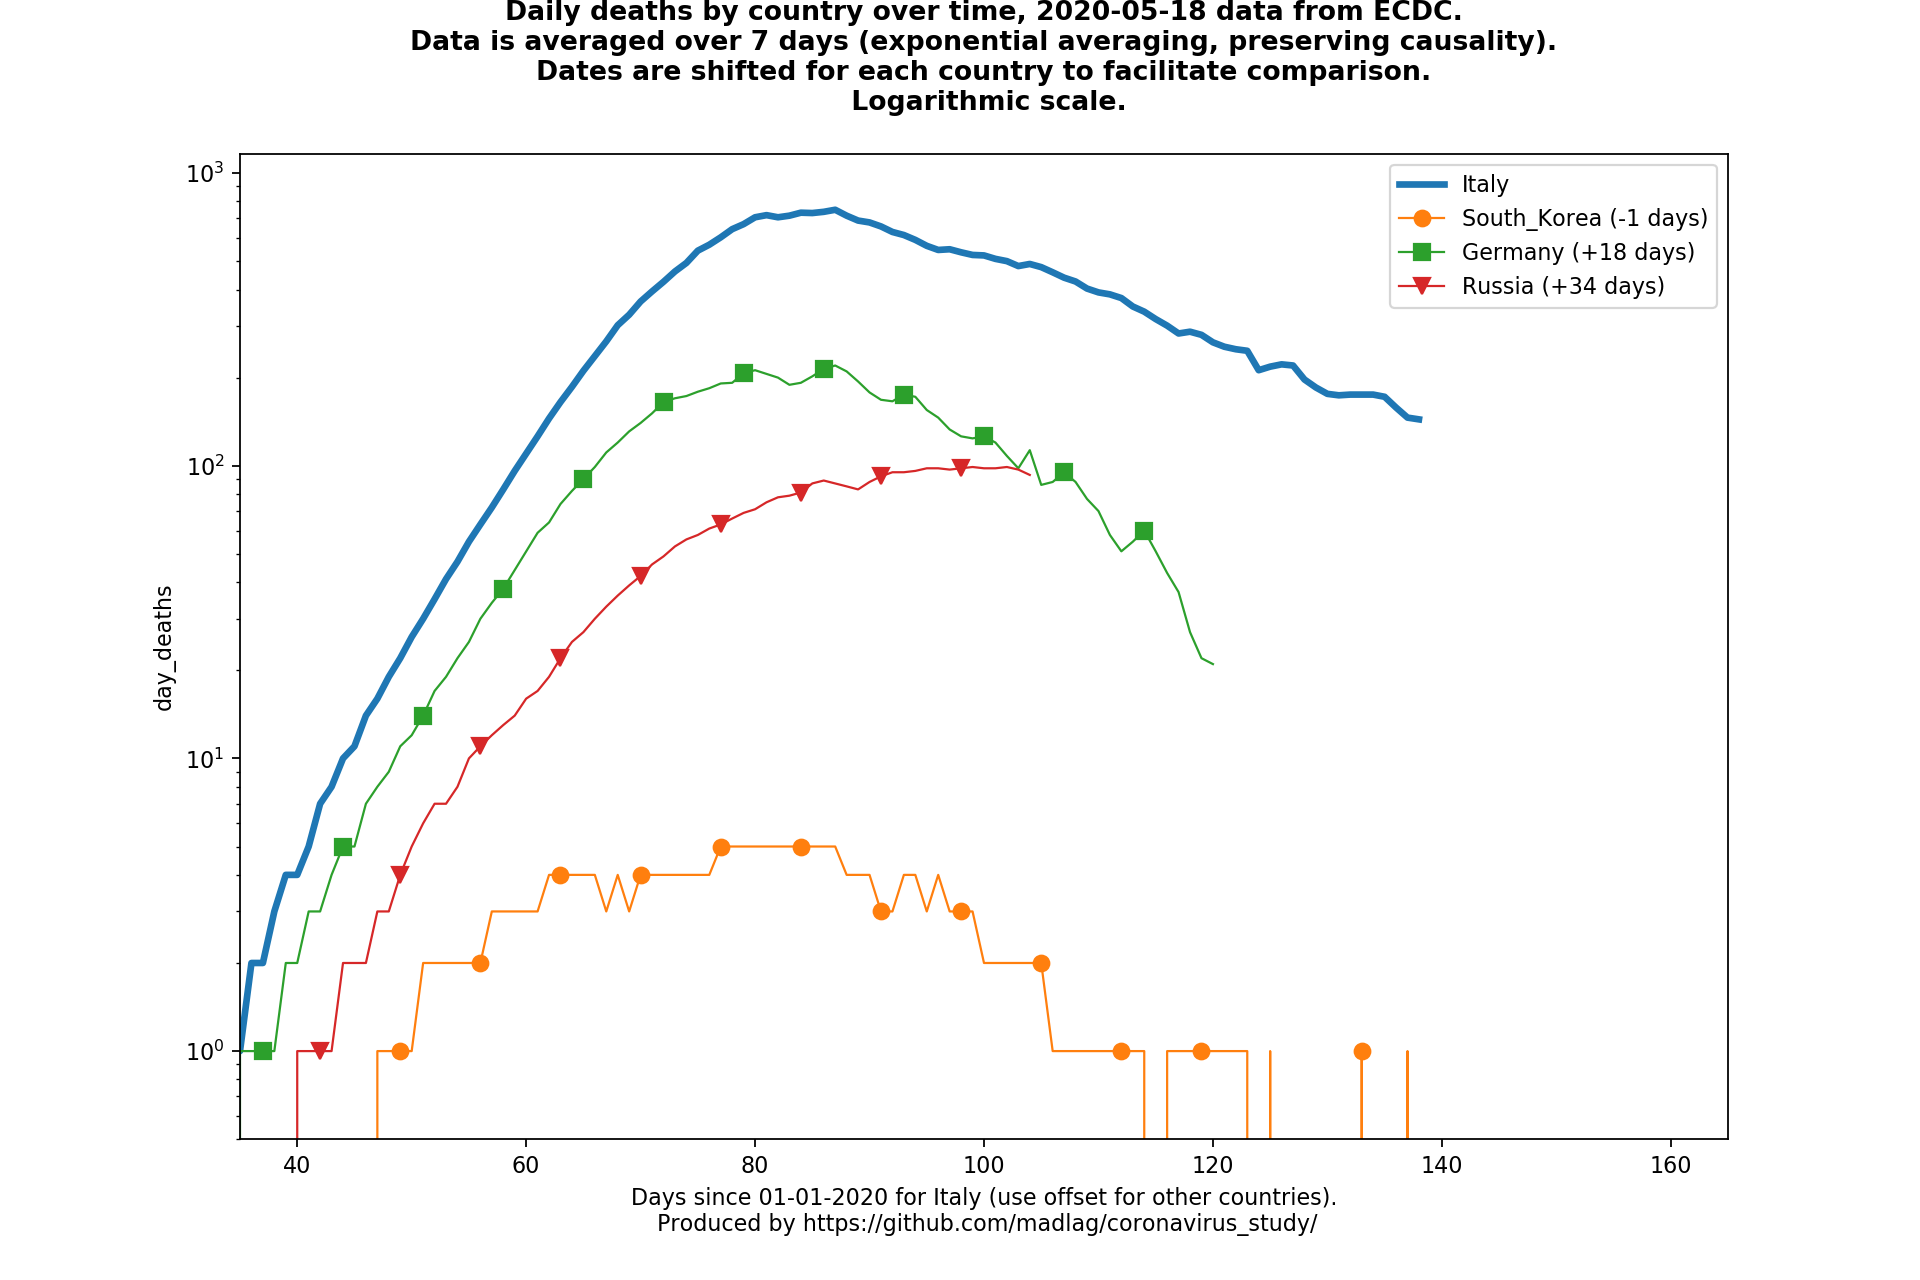 Daily deaths by country over time, 2020-05-18 data from ECDC.
Data is averaged over 7 days (exponential averaging, preserving causality).
Dates are shifted for each country to facilitate comparison.
Logarithmic scale.
10³
10²
10¹
10⁰
day_deaths
Italy
South_Korea (-1 days)
Germany (+18 days)
Russia (+34 days)
40 60 80 100 120 140 160
Days since 01-01-2020 for Italy (use offset for other countries).
Produced by https://github.com/madlag/coronavirus_study/